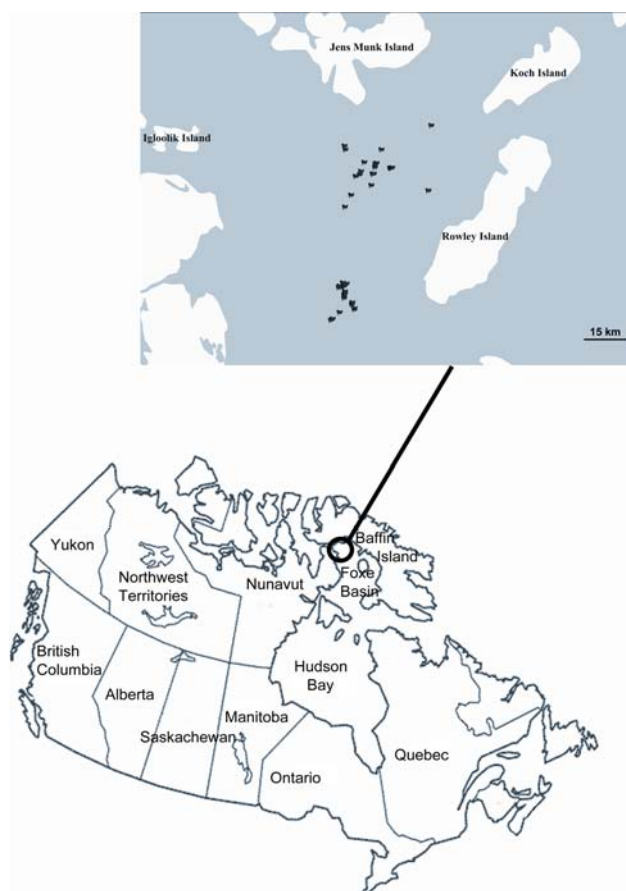 Jens Munk Island
Koch Island
Igloolik Island
Rowley Island
15 km
Yukon
Northwest
Territories
Nunavut
Baffin
Island
Foxe
Basin
British
Columbia
Alberta
Saskachewan
Manitoba
Hudson
Bay
Ontario
Quebec